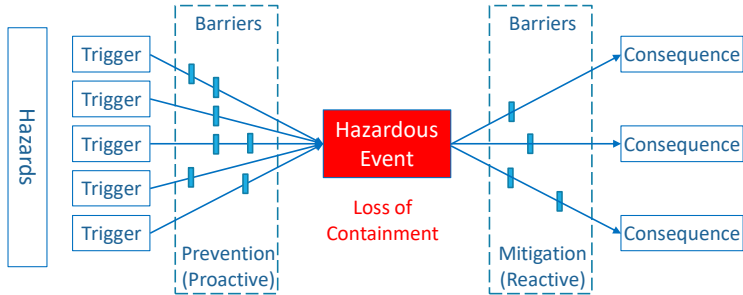 Hazards
Trigger
Trigger
Trigger
Trigger
Trigger
Barriers
Prevention
(Proactive)
Hazardous
Event
Loss of
Containment
Barriers
Mitigation
(Reactive)
Consequence
Consequence
Consequence